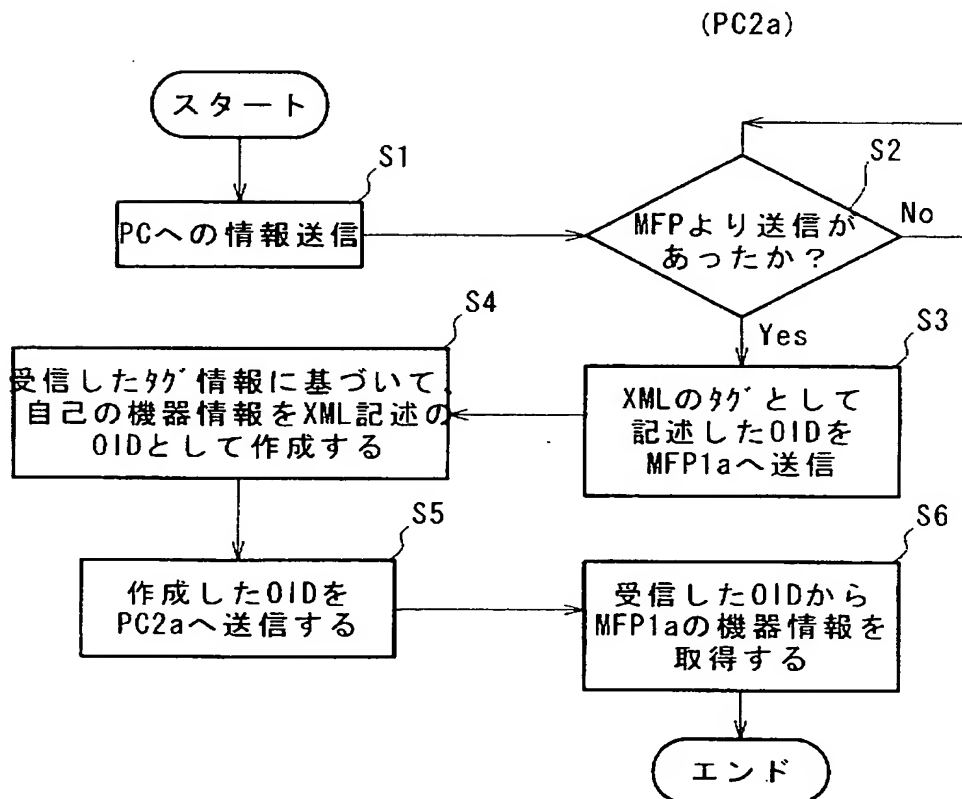 (PC2a)
スタート
S1
PCへの情報送信
S2
MFPより送信が
あったか?
No
Yes
S3
XMLのﾀｸﾞとして
記述したOIDを
MFP1aへ送信
S4
受信したﾀｸﾞ情報に基づいて、
自己の機器情報をXML記述の
OIDとして作成する
S5
作成したOIDを
PC2aへ送信する
S6
受信したOIDから
MFP1aの機器情報を
取得する
エンド